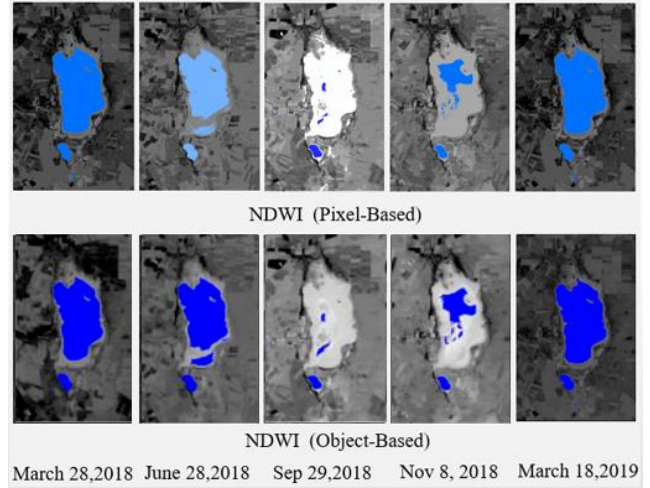 NDWI (Pixel-Based)
NDWI (Object-Based)
March 28,2018 June 28,2018 Sep 29,2018 Nov 8, 2018 March 18,2019